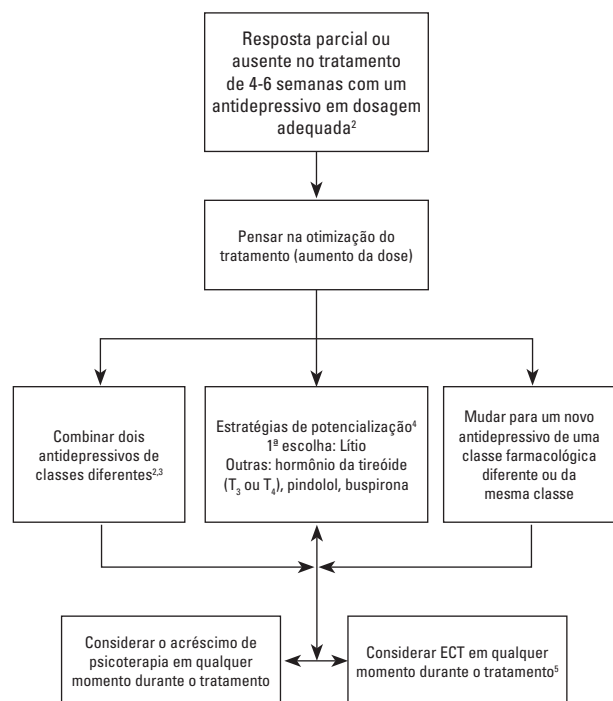 Resposta parcial ou
ausente no tratamento
de 4-6 semanas com um
antidepressivo em dosagem
adequada²
Pensar na otimização do
tratamento (aumento da dose)
Combinar dois
antidepressivos de
classes diferentes²,³
Estratégias de potencialização⁴
1ª escolha: Lítio
Outras: hormônio da tireóide
(T₃ ou T₄), pindolol, buspirona
Mudar para um novo
antidepressivo de uma
classe farmacológica
diferente ou da
mesma classe
Considerar o acréscimo de
psicoterapia em qualquer
momento durante o tratamento
Considerar ECT em qualquer
momento durante o tratamento⁵